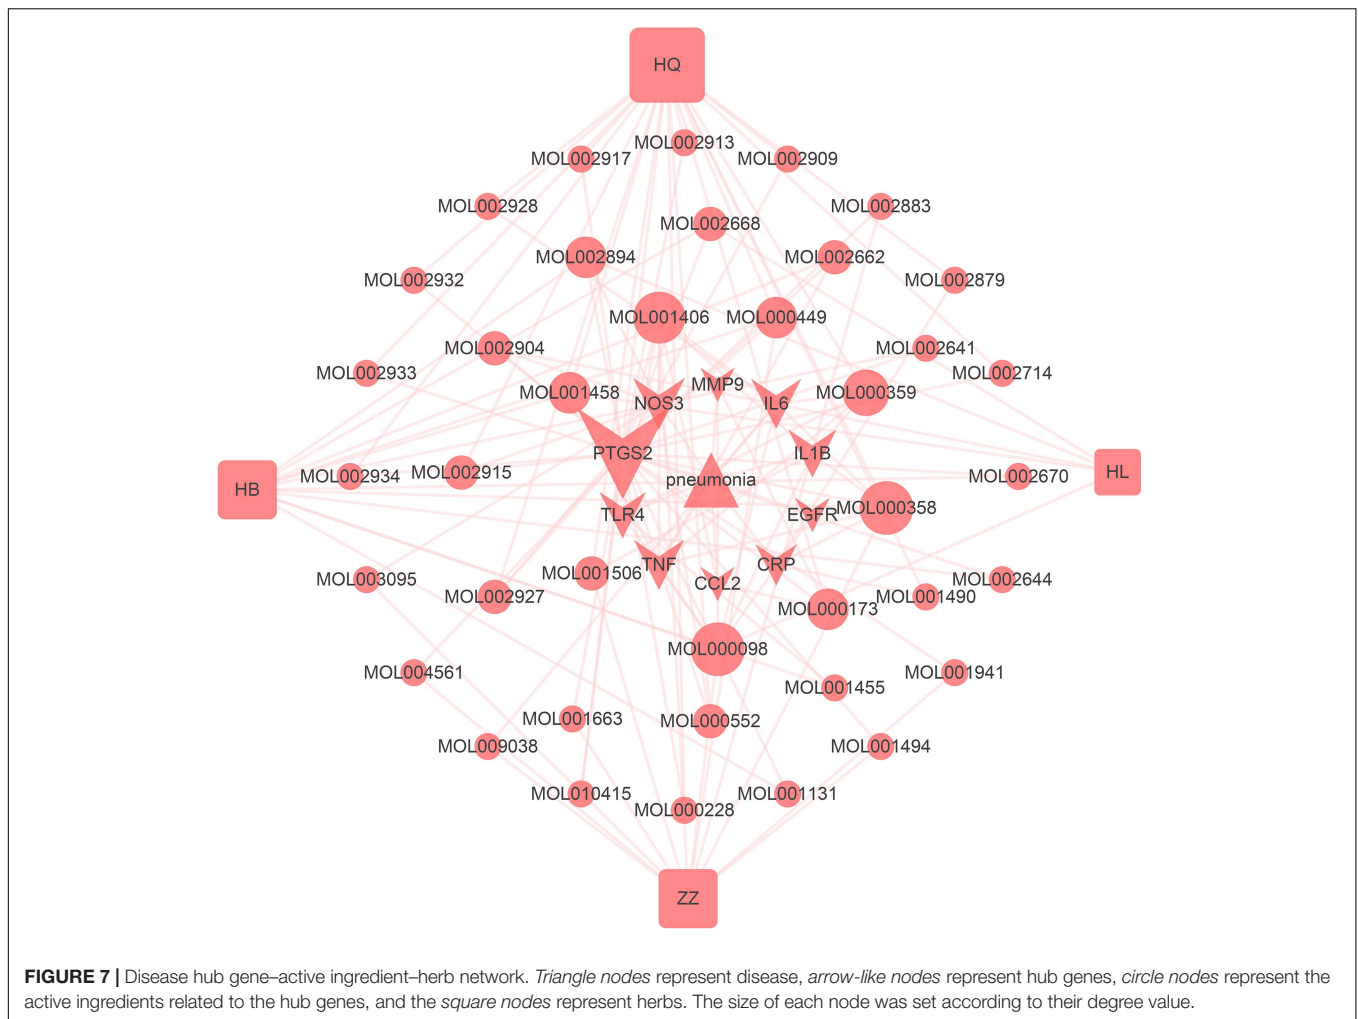 HQ
MOL002913
MOL002917
MOL002909
MOL002928
MOL002883
MOL002668
MOL002894
MOL002662
MOL002932
MOL002879
MOL001406
MOL000449
MOL002904
MOL002641
MOL002933
MOL002714
MMP9
MOL001458
MOL000359
NOS3
IL6
PTGS2
IL1B
MOL002934
MOL002915
pneumonia
MOL002670
HL
HB
MOL000358
TLR4
EGFR
TNF
CRP
MOL001506
CCL2
MOL003095
MOL002644
MOL002927
MOL001490
MOL000173
MOL000098
MOL004561
MOL001941
MOL001455
MOL001663
MOL000552
MOL009038
MOL001494
MOL010415
MOL001131
MOL000228
ZZ
FIGURE 7 | Disease hub gene–active ingredient–herb network. Triangle nodes represent disease, arrow-like nodes represent hub genes, circle nodes represent the
active ingredients related to the hub genes, and the square nodes represent herbs. The size of each node was set according to their degree value.